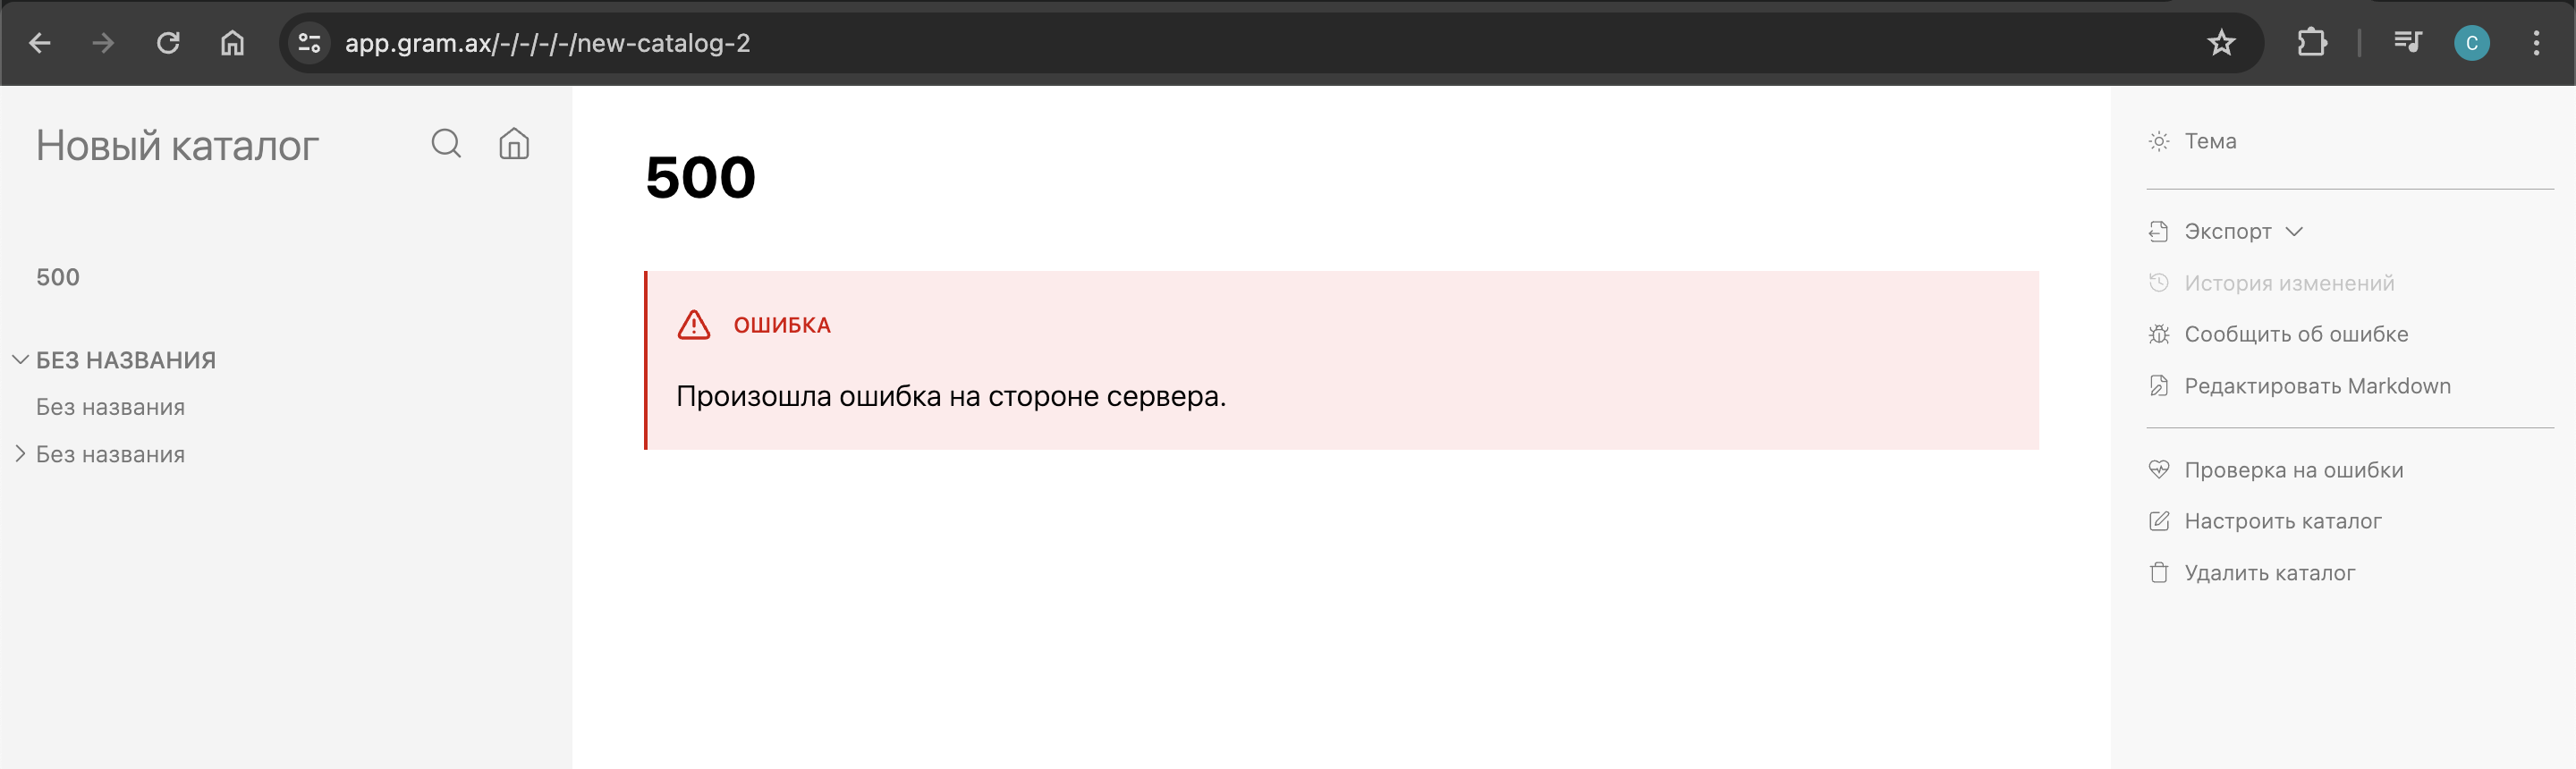 app.gram.ax/-/-/-/-/new-catalog-2
C
Новый каталог
500
БЕЗ НАЗВАНИЯ
Без названия
Без названия
500
ОШИБКА
Произошла ошибка на стороне сервера.
Тема
Экспорт
История изменений
Сообщить об ошибке
Редактировать Markdown
Проверка на ошибки
Настроить каталог
Удалить каталог